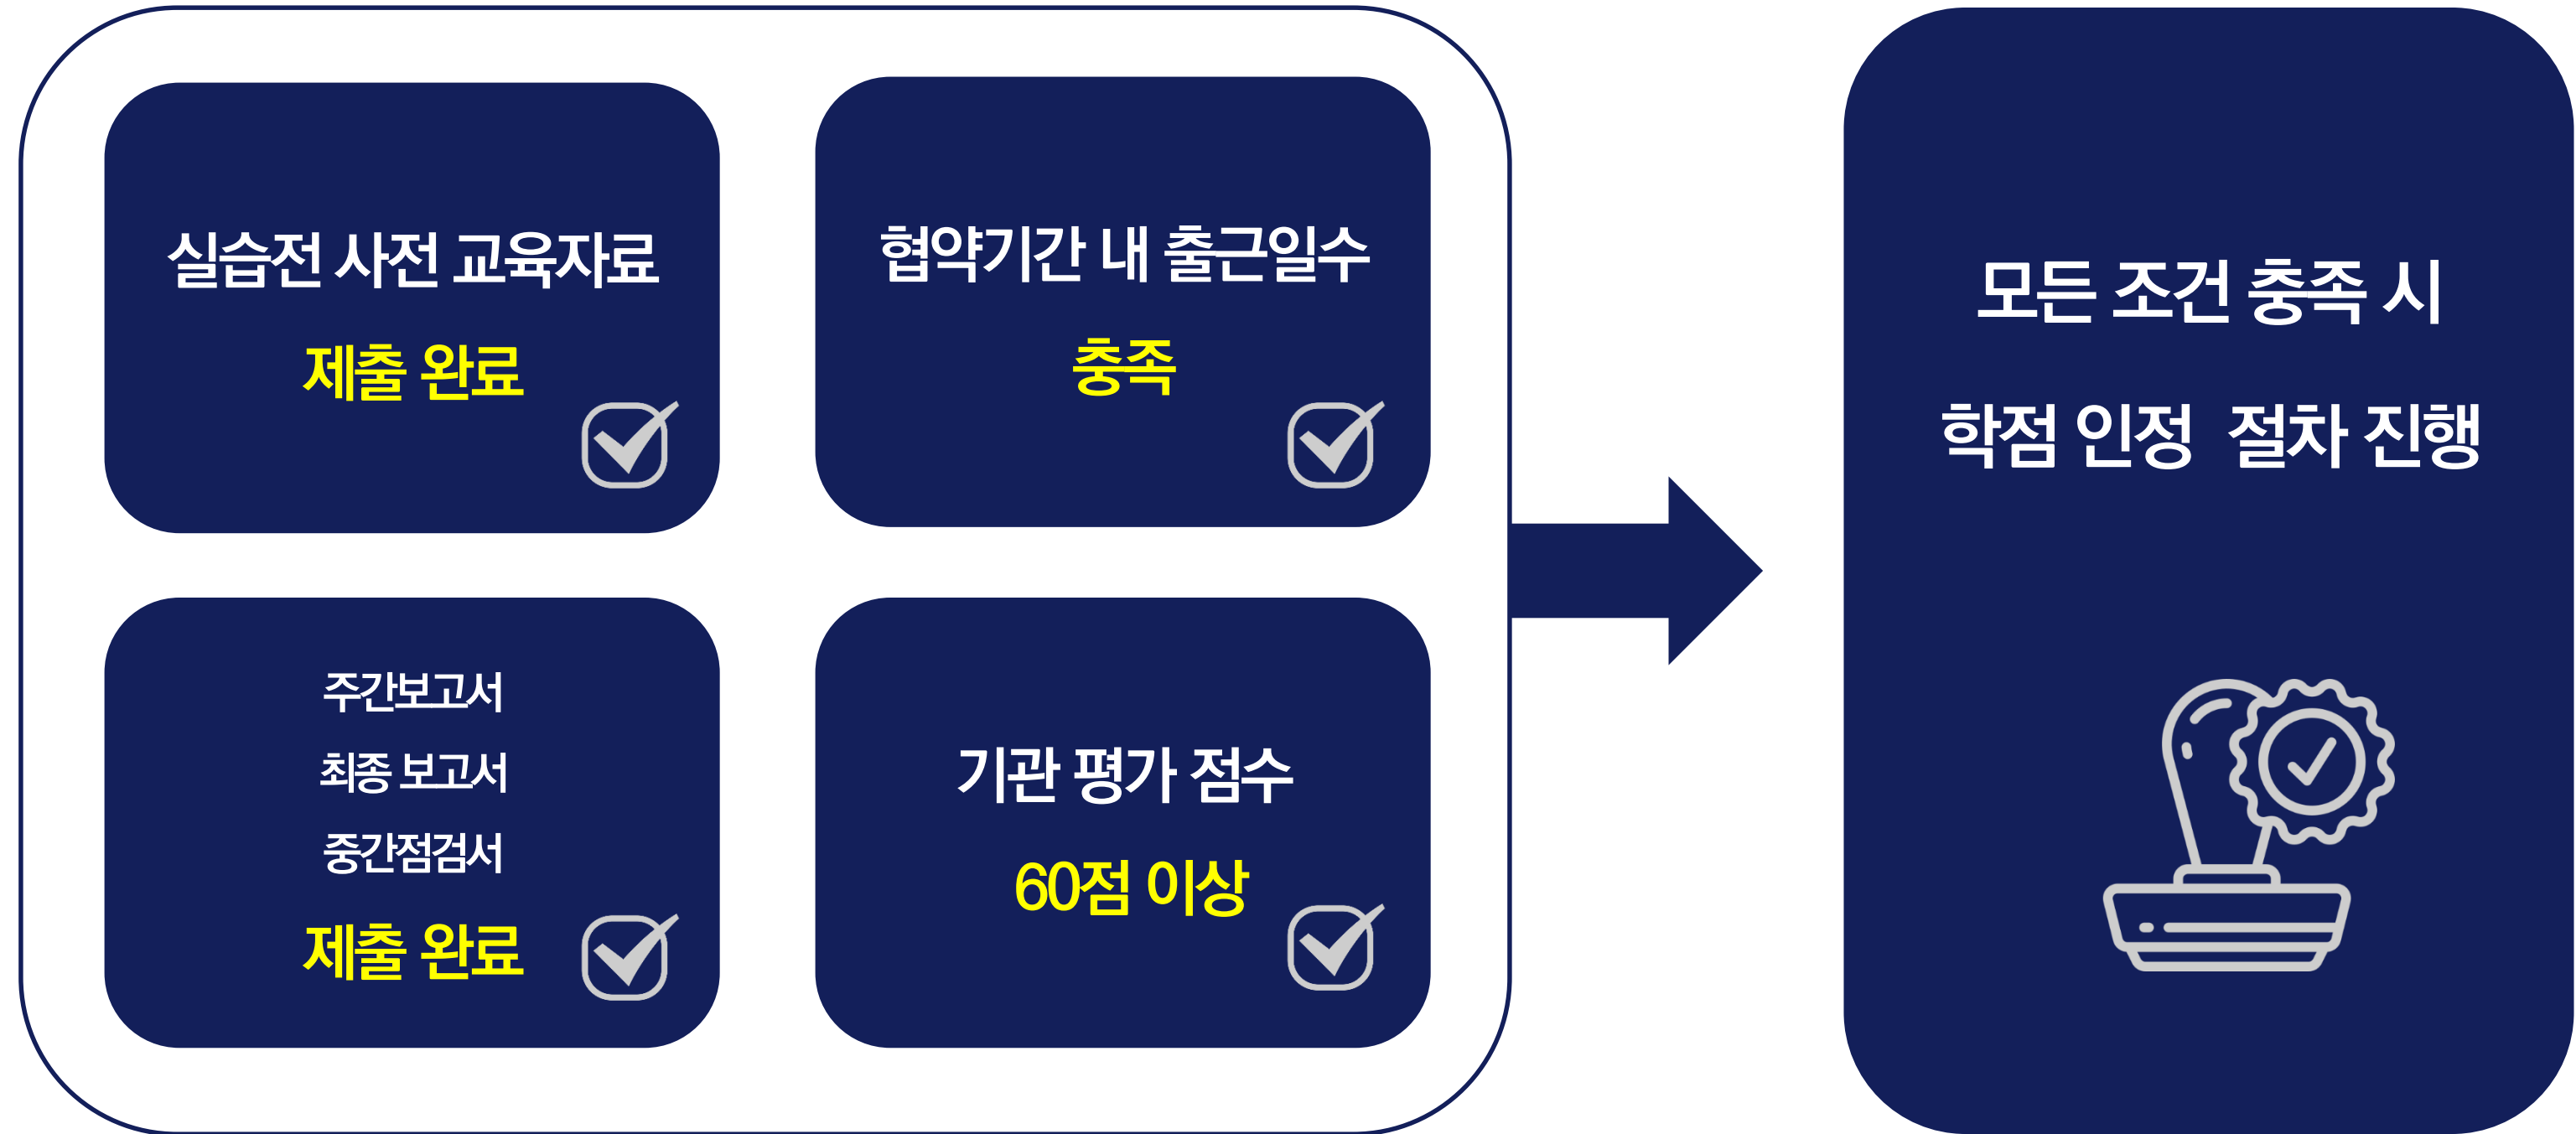 실습전 사전 교육자료
제출 완료
협약기간 내 출근일수
충족
주간보고서
최종 보고서
중간점검서
제출 완료
기관 평가 점수
60점 이상
모든 조건 충족 시
학점 인정 절차 진행